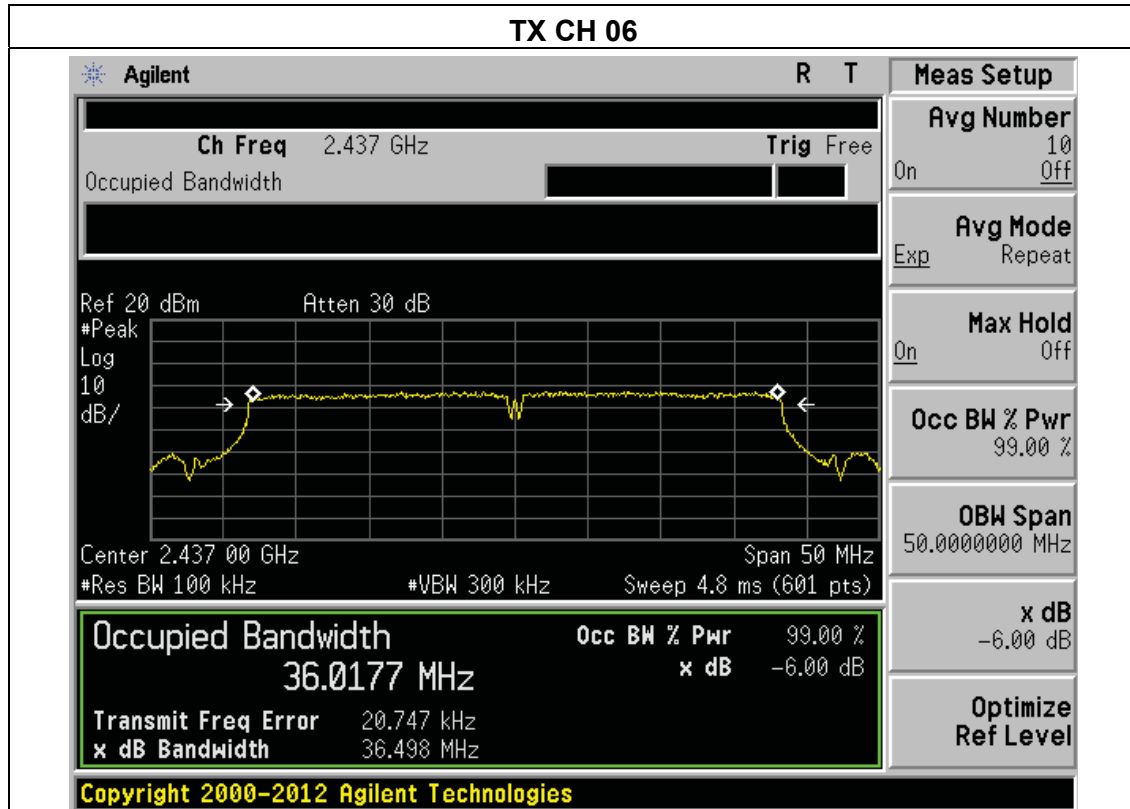 TX CH 06
Agilent R T
Ch Freq 2.437 GHz Trig Free
Occupied Bandwidth
Ref 20 dBm Atten 30 dB
#Peak
Log
10
dB/
Center 2.437 00 GHz Span 50 MHz
#Res BW 100 kHz #VBW 300 kHz Sweep 4.8 ms (601 pts)
Occupied Bandwidth Occ BW % Pwr 99.00 %
36.0177 MHz x dB -6.00 dB
Transmit Freq Error 20.747 kHz
x dB Bandwidth 36.498 MHz
Copyright 2000-2012 Agilent Technologies
Meas Setup
Avg Number
10
On Off
Avg Mode
Exp Repeat
Max Hold
On Off
Occ BW % Pwr
99.00 %
OBW Span
50.0000000 MHz
x dB
-6.00 dB
Optimize
Ref Level